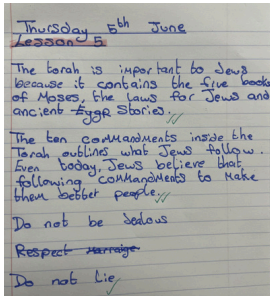 Thursday 5th June
Lesson 5
The torah is important to Jews
because it contains the five books
of Moses, the Laws for Jews and
ancient Stories.
The ten commandments inside the
Torah outlines what Jews follow.
Even today, Jews believe that
following commandments to make
them better people.
Do not be Jealous
Respect Marraige
Do not lie